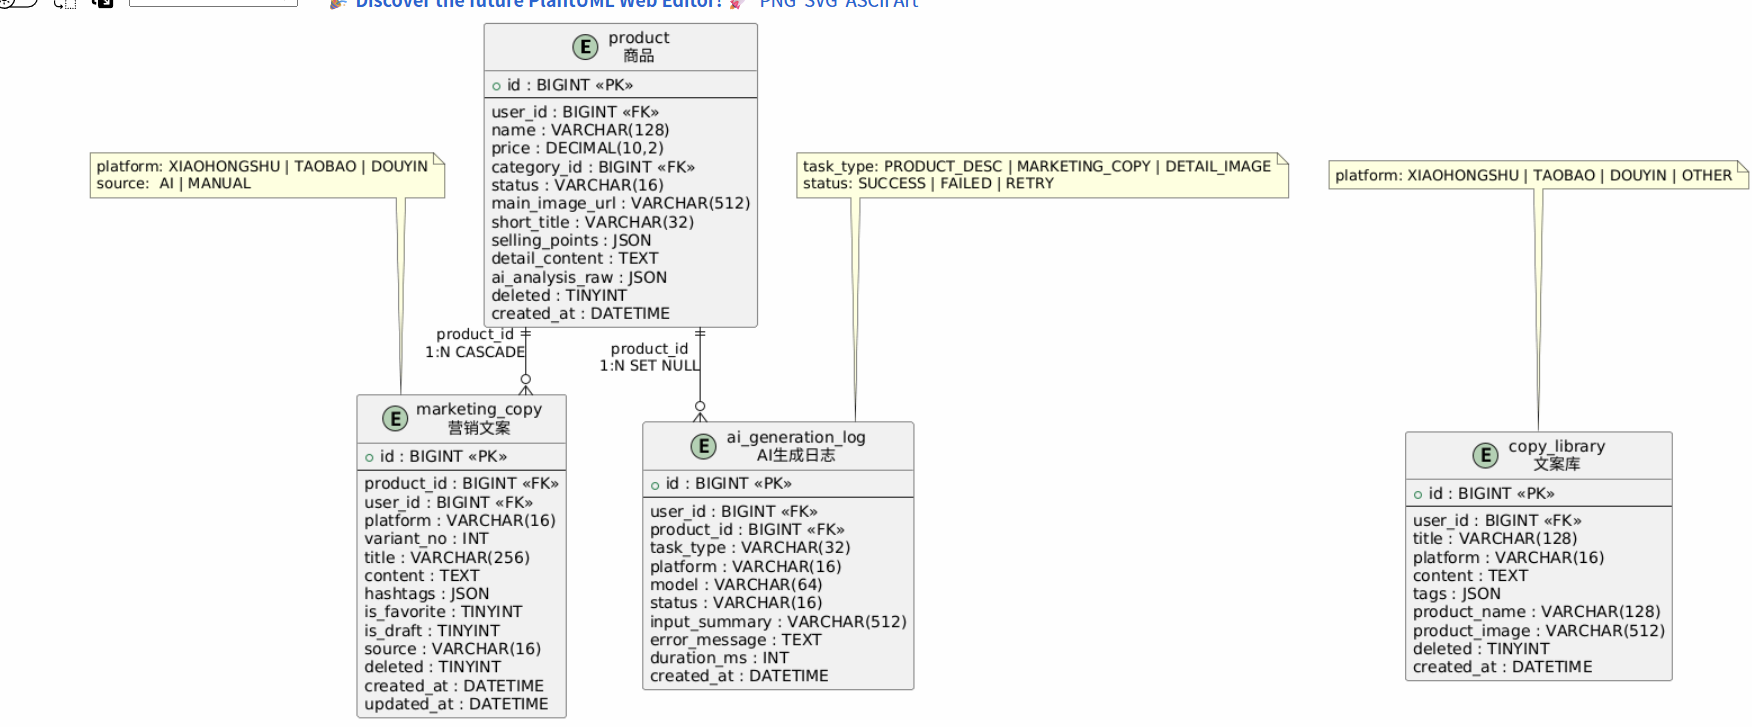 Discover the future PlantUML Web Editor! PNG SVG ASCII Art
E product
商品
id : BIGINT «PK»
user_id : BIGINT «FK»
name : VARCHAR(128)
price : DECIMAL(10,2)
category_id : BIGINT «FK»
status : VARCHAR(16)
main_image_url : VARCHAR(512)
short_title : VARCHAR(32)
selling_points : JSON
detail_content : TEXT
ai_analysis_raw : JSON
deleted : TINYINT
created_at : DATETIME
platform: XIAOHONGSHU | TAOBAO | DOUYIN
source:  AI | MANUAL
task_type: PRODUCT_DESC | MARKETING_COPY | DETAIL_IMAGE
status: SUCCESS | FAILED | RETRY
platform: XIAOHONGSHU | TAOBAO | DOUYIN | OTHER
product_id
1:N CASCADE
product_id
1:N SET NULL
E marketing_copy
营销文案
id : BIGINT «PK»
product_id : BIGINT «FK»
user_id : BIGINT «FK»
platform : VARCHAR(16)
variant_no : INT
title : VARCHAR(256)
content : TEXT
hashtags : JSON
is_favorite : TINYINT
is_draft : TINYINT
source : VARCHAR(16)
deleted : TINYINT
created_at : DATETIME
updated_at : DATETIME
E ai_generation_log
AI生成日志
id : BIGINT «PK»
user_id : BIGINT «FK»
product_id : BIGINT «FK»
task_type : VARCHAR(32)
platform : VARCHAR(16)
model : VARCHAR(64)
status : VARCHAR(16)
input_summary : VARCHAR(512)
error_message : TEXT
duration_ms : INT
created_at : DATETIME
E copy_library
文案库
id : BIGINT «PK»
user_id : BIGINT «FK»
title : VARCHAR(128)
platform : VARCHAR(16)
content : TEXT
tags : JSON
product_name : VARCHAR(128)
product_image : VARCHAR(512)
deleted : TINYINT
created_at : DATETIME